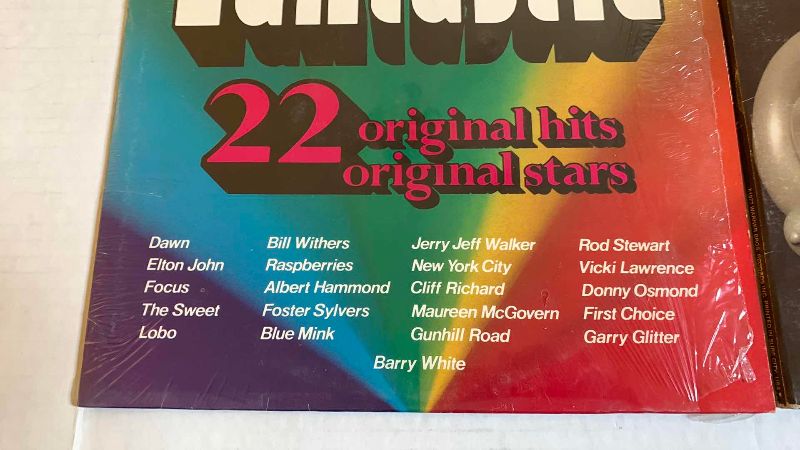 Fantastic
22 original hits
original stars
Dawn Bill Withers Jerry Jeff Walker Rod Stewart
Elton John Raspberries New York City Vicki Lawrence
Focus Albert Hammond Cliff Richard Donny Osmond
The Sweet Foster Sylvers Maureen McGovern First Choice
Lobo Blue Mink Gunhill Road Garry Glitter
Barry White